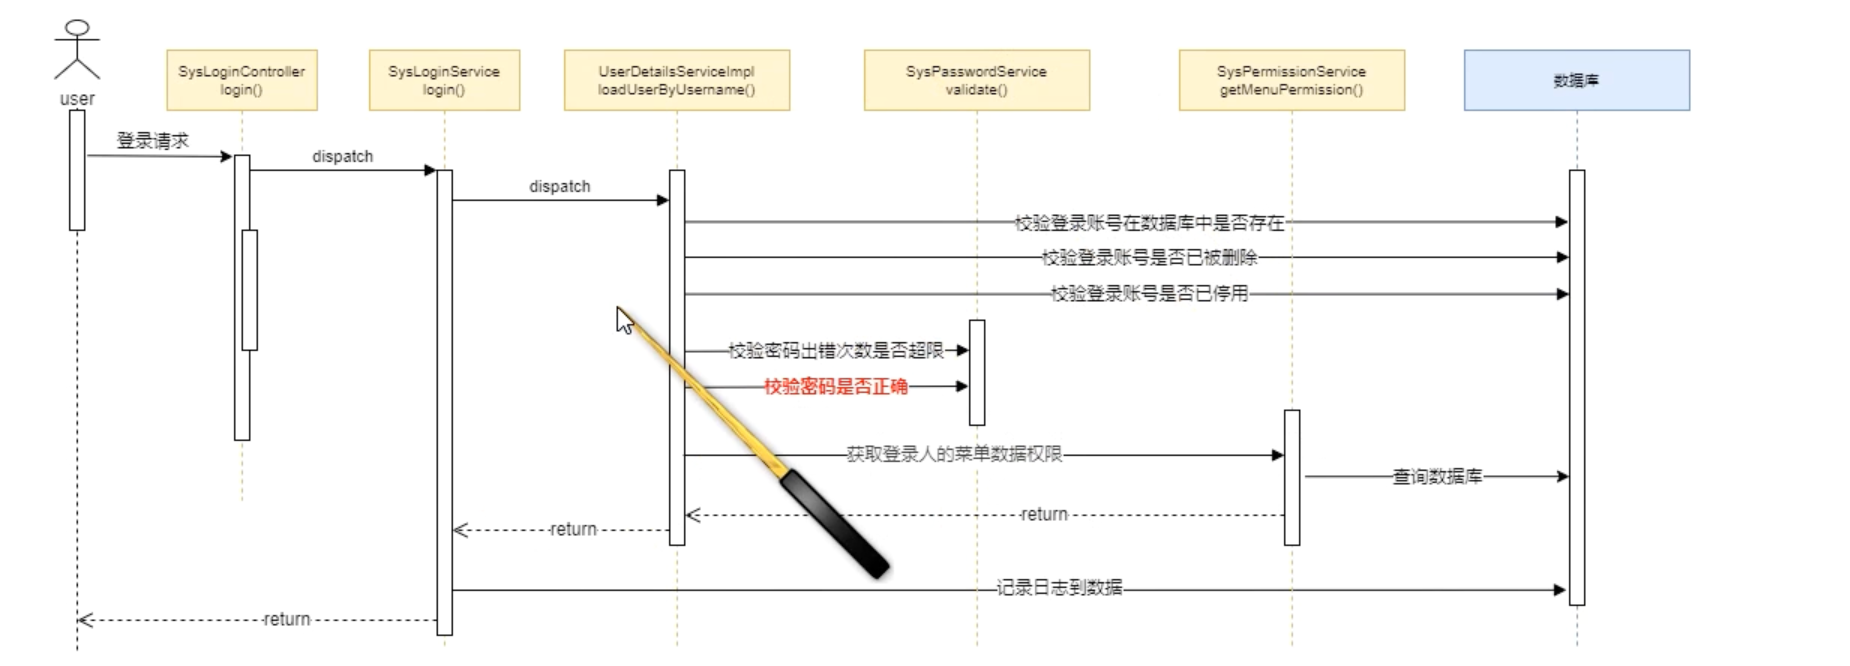 user
SysLoginController
login()
SysLoginService
login()
UserDetailsServiceImpl
loadUserByUsername()
SysPasswordService
validate()
SysPermissionService
getMenuPermission()
数据库
登录请求
dispatch
dispatch
校验登录账号在数据库中是否存在
校验登录账号是否已被删除
校验登录账号是否已停用
校验密码出错次数是否超限
校验密码是否正确
获取登录人的菜单数据权限
查询数据库
return
return
记录日志到数据
return